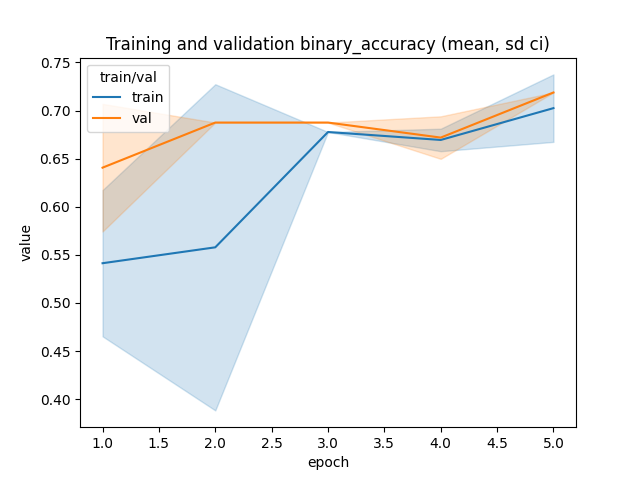 Training and validation binary_accuracy (mean, sd ci)
train/val
train
val
value
0.75
0.70
0.65
0.60
0.55
0.50
0.45
0.40
1.0 1.5 2.0 2.5 3.0 3.5 4.0 4.5 5.0
epoch